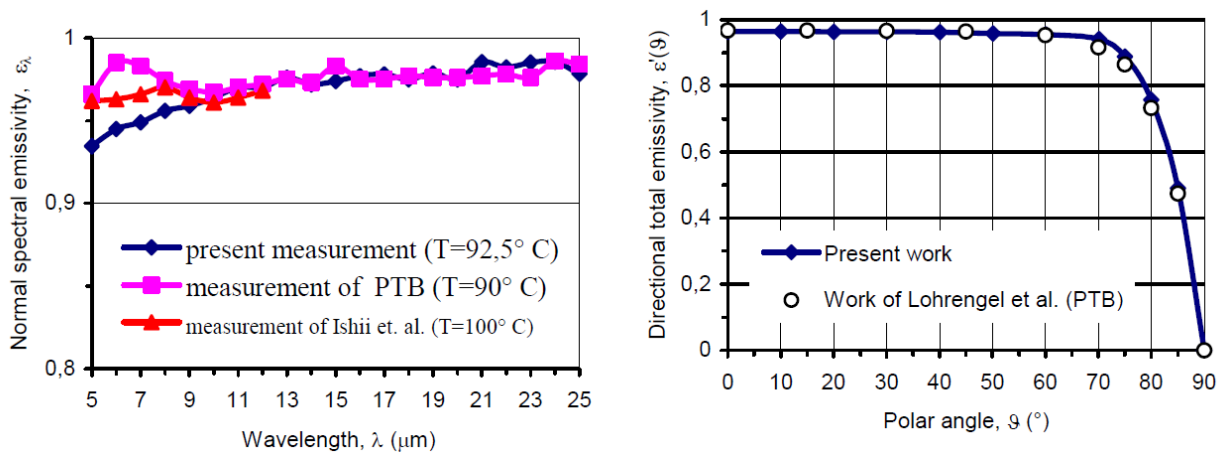 Normal spectral emissivity, ελ
1
0,9
0,8
present measurement (T=92,5° C)
measurement of PTB (T=90° C)
measurement of Ishii et. al. (T=100° C)
5 7 9 11 13 15 17 19 21 23 25
Wavelength, λ (μm)
Directional total emissivity, ε'(ϑ)
1
0,8
0,6
0,4
0,2
0
Present work
Work of Lohrengel et al. (PTB)
0 10 20 30 40 50 60 70 80 90
Polar angle, ϑ (°)